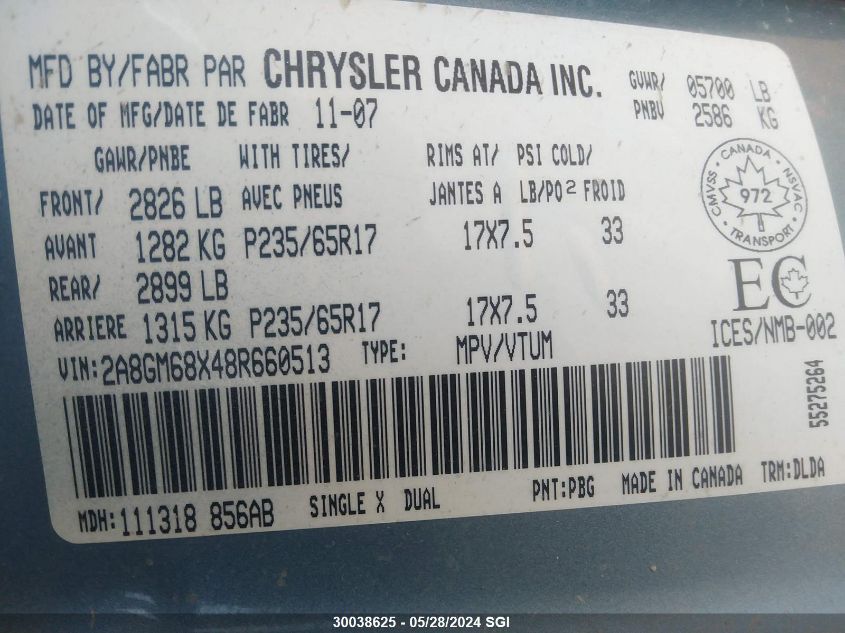 MFD BY/FABR PAR CHRYSLER CANADA INC. GVWR/ 05700 LB
DATE OF MFG/DATE DE FABR 11-07 PNBV 2586 KG
GAWR/PNBE WITH TIRES/ RIMS AT/ PSI COLD/
FRONT/ 2826 LB AVEC PNEUS JANTES A LB/PO2 FROID
AVANT 1282 KG P235/65R17 17X7.5 33
REAR/ 2899 LB
ARRIERE 1315 KG P235/65R17 17X7.5 33
VIN:2A8GM68X48R660513 TYPE: MPV/VTUM
CANADA
CMVSS · NSVAC
972
TRANSPORT
EC
ICES/NMB-002
55275264
MDH:111318 856AB SINGLE X DUAL PNT:PBG MADE IN CANADA TRM:DLDA
30038625 - 05/28/2024 SGI